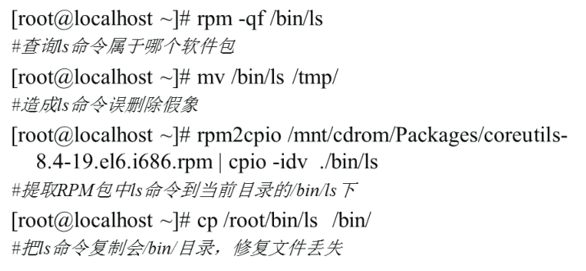 [root@localhost ~]# rpm -qf /bin/ls
#查询ls命令属于哪个软件包
[root@localhost ~]# mv /bin/ls /tmp/
#造成ls命令误删除假象
[root@localhost ~]# rpm2cpio /mnt/cdrom/Packages/coreutils-
8.4-19.el6.i686.rpm | cpio -idv ./bin/ls
#提取RPM包中ls命令到当前目录的/bin/ls下
[root@localhost ~]# cp /root/bin/ls /bin/
#把ls命令复制会/bin/目录，修复文件丢失